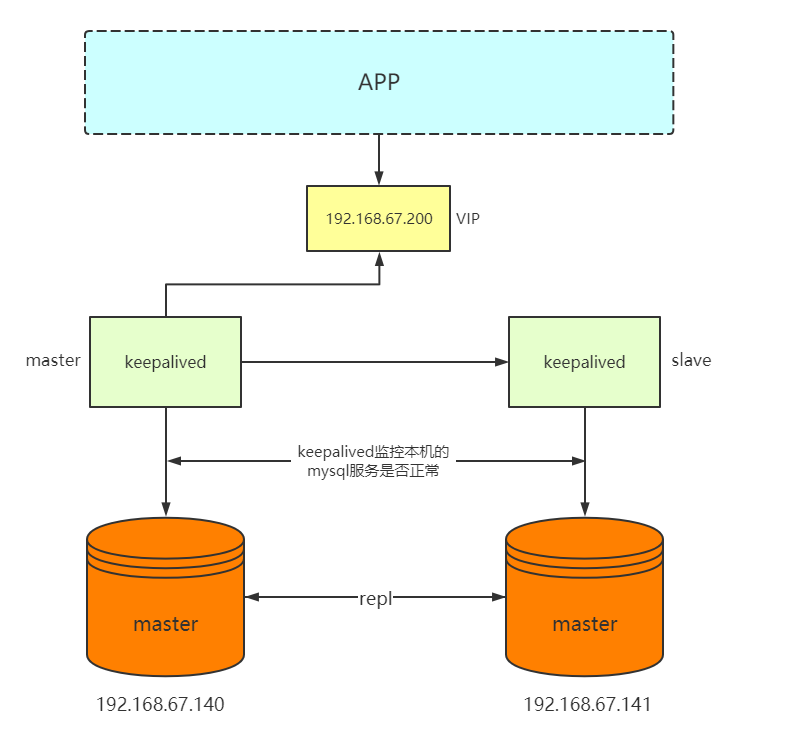 APP
192.168.67.200
VIP
master
keepalived
keepalived
slave
keepalived监控本机的
mysql服务是否正常
repl
master
master
192.168.67.140
192.168.67.141